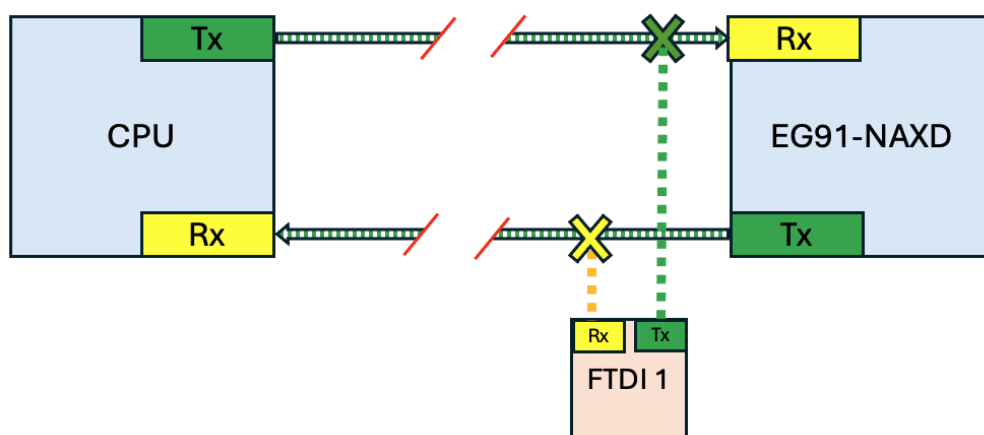 Tx
Rx
CPU
EG91-NAXD
Rx
Tx
Rx
Tx
FTDI 1